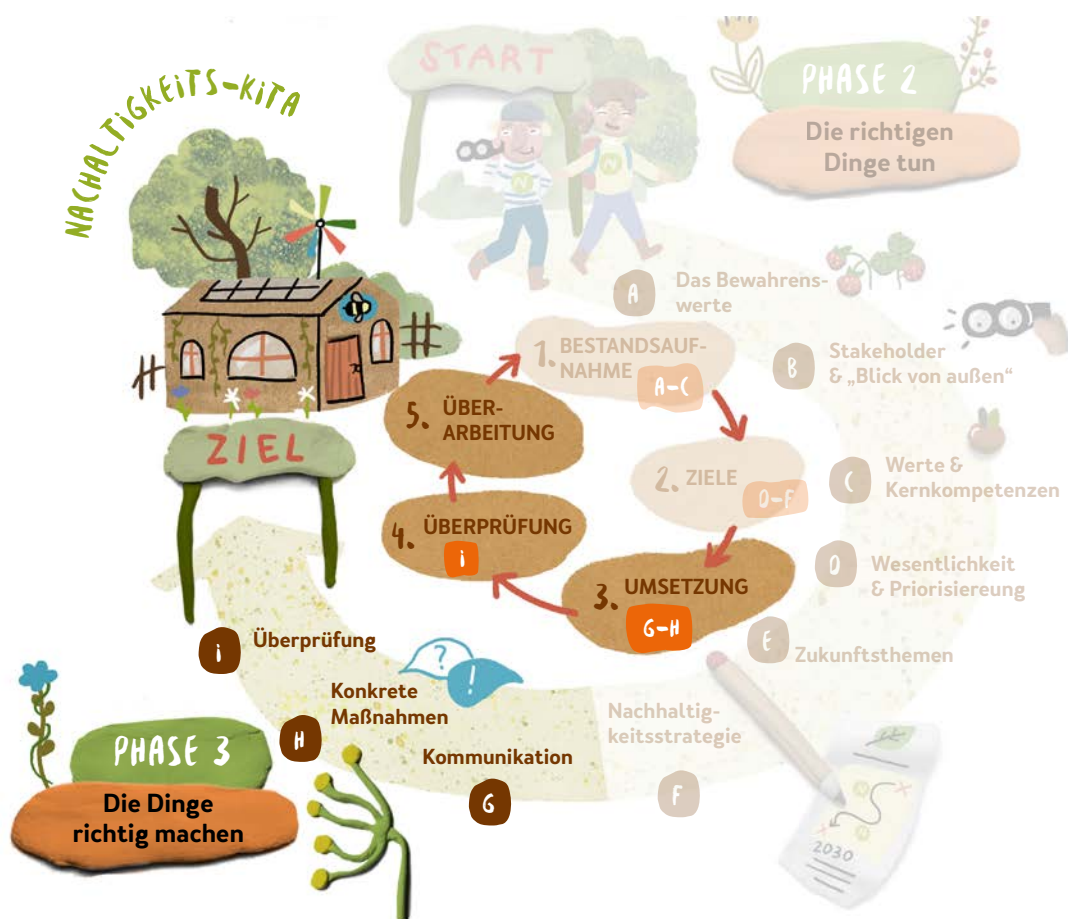 NACHHALTiGKEiTS-KiTA
START
PHASE 2
Die richtigen
Dinge tun
A
Das Bewahrens-
werte
B
Stakeholder
& „Blick von außen“
C
Werte &
Kernkompetenzen
D
Wesentlichkeit
& Priorisiereung
E
Zukunftsthemen
F
Nachhaltig-
keitsstrategie
G
Kommunikation
H
Konkrete
Maßnahmen
i
Überprüfung
1. BESTANDSAUF-
NAHME
A-C
2. ZIELE
D-F
3. UMSETZUNG
G-H
4. ÜBERPRÜFUNG
i
5. ÜBER-
ARBEITUNG
ZIEL
PHASE 3
Die Dinge
richtig machen
N
N
?
!
N
N
2030